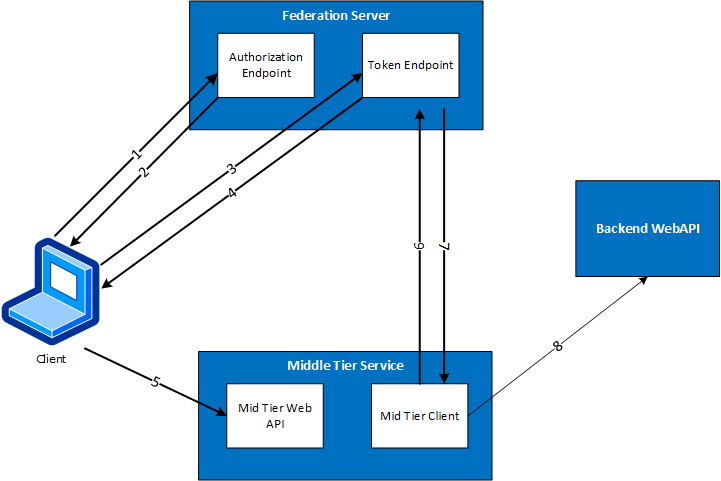 Federation Server
Authorization
Endpoint
Token Endpoint
1
2
3
4
6
7
Backend WebAPI
Client
Middle Tier Service
8
5
Mid Tier Web
API
Mid Tier Client